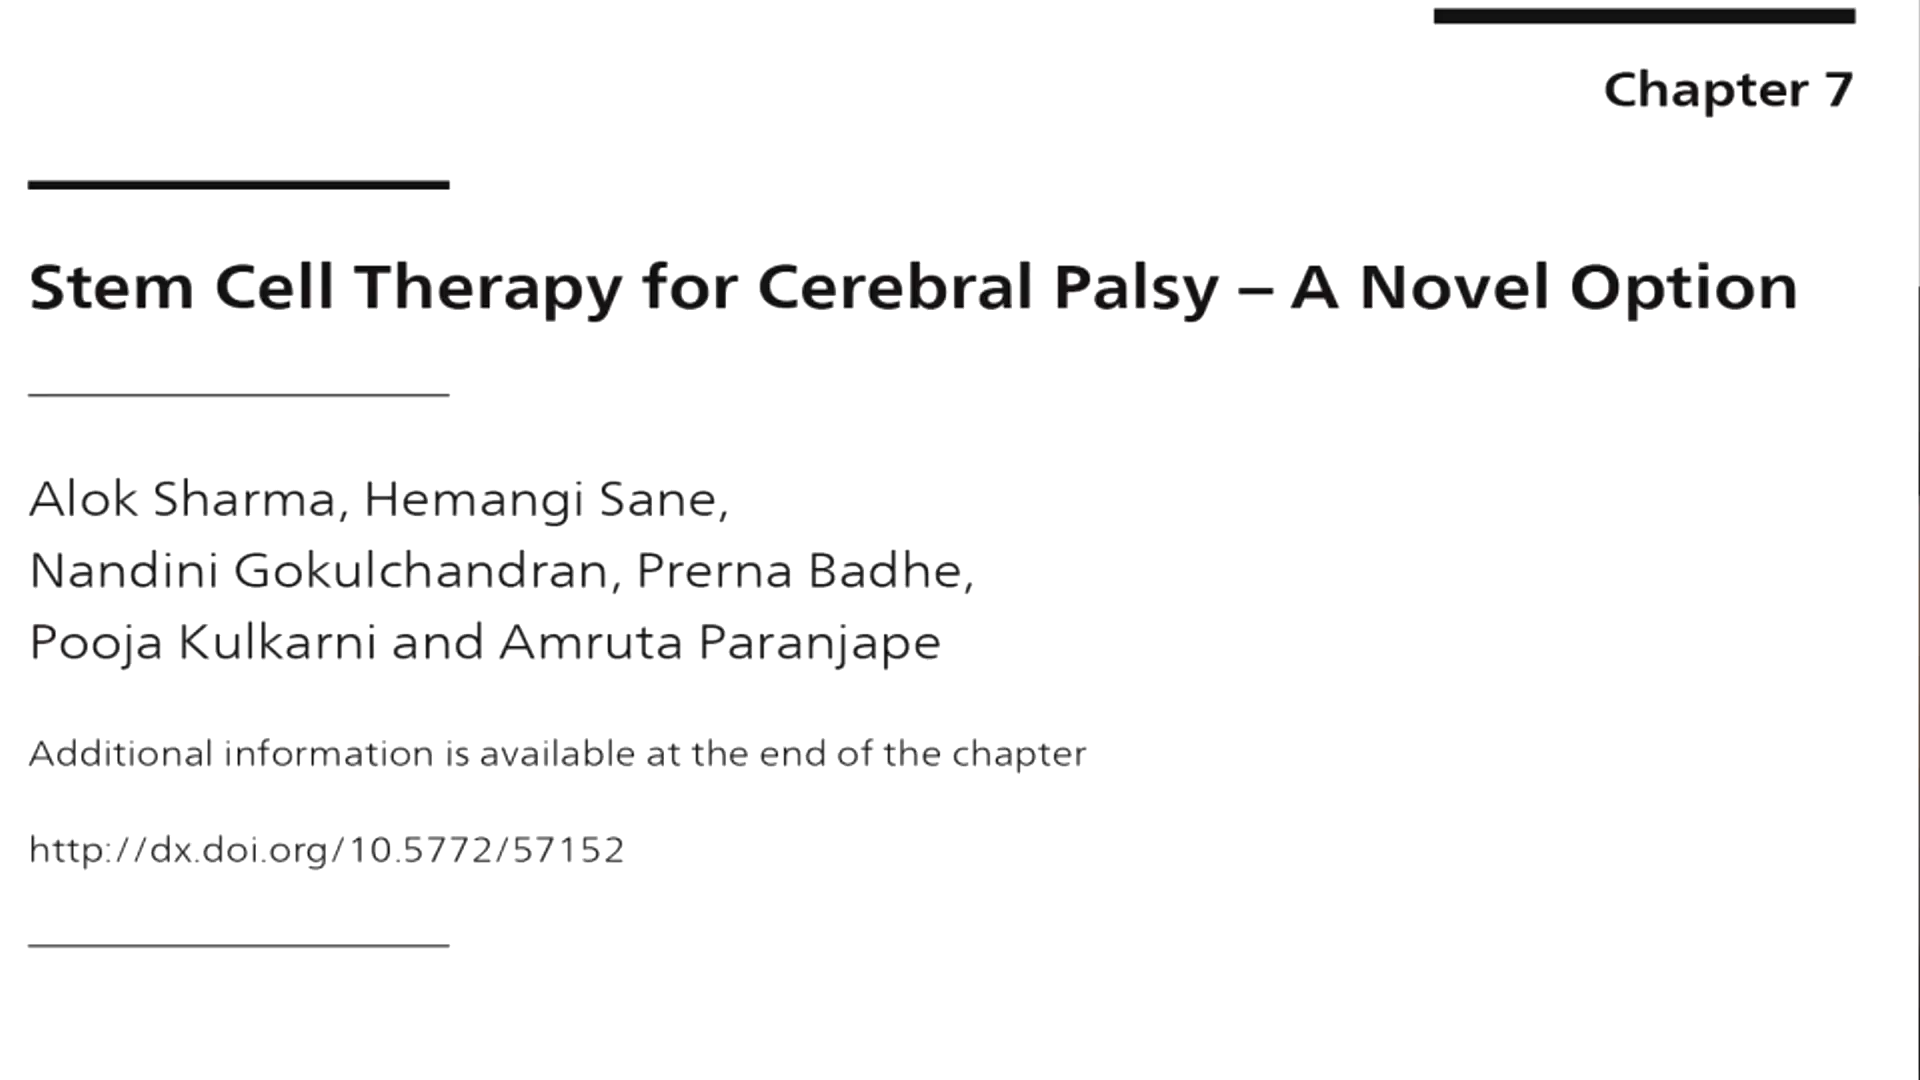 Chapter 7
Stem Cell Therapy for Cerebral Palsy – A Novel Option
Alok Sharma, Hemangi Sane,
Nandini Gokulchandran, Prerna Badhe,
Pooja Kulkarni and Amruta Paranjape
Additional information is available at the end of the chapter
http://dx.doi.org/10.5772/57152